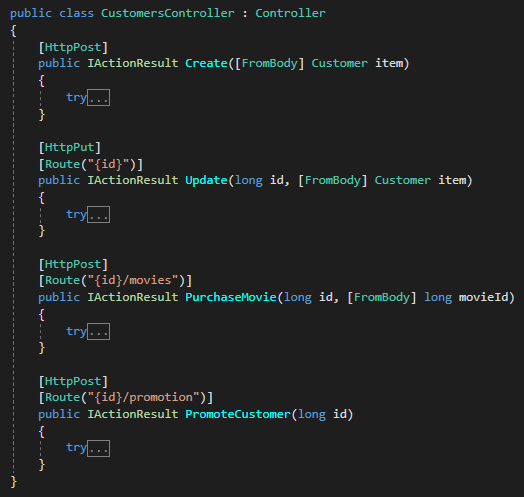 public class CustomersController : Controller
{
[HttpPost]
public IActionResult Create([FromBody] Customer item)
{
try...
}
[HttpPut]
[Route("{id}")]
public IActionResult Update(long id, [FromBody] Customer item)
{
try...
}
[HttpPost]
[Route("{id}/movies")]
public IActionResult PurchaseMovie(long id, [FromBody] long movieId)
{
try...
}
[HttpPost]
[Route("{id}/promotion")]
public IActionResult PromoteCustomer(long id)
{
try...
}
}